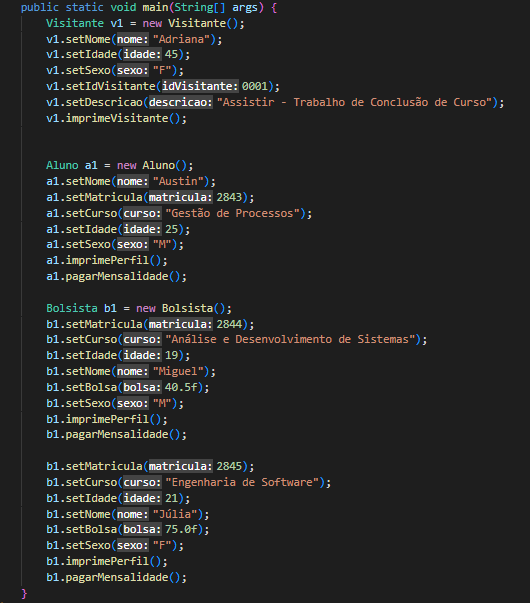 public static void main(String[] args) {
Visitante v1 = new Visitante();
v1.setNome(nome: "Adriana");
v1.setIdade(idade: 45);
v1.setSexo(sexo: "F");
v1.setIdVisitante(idVisitante: 0001);
v1.setDescricao(descricao: "Assistir - Trabalho de Conclusão de Curso");
v1.imprimeVisitante();
Aluno a1 = new Aluno();
a1.setNome(nome: "Austin");
a1.setMatricula(matricula: 2843);
a1.setCurso(curso: "Gestão de Processos");
a1.setIdade(idade: 25);
a1.setSexo(sexo: "M");
a1.imprimePerfil();
a1.pagarMensalidade();
Bolsista b1 = new Bolsista();
b1.setMatricula(matricula: 2844);
b1.setCurso(curso: "Análise e Desenvolvimento de Sistemas");
b1.setIdade(idade: 19);
b1.setNome(nome: "Miguel");
b1.setBolsa(bolsa: 40.5f);
b1.setSexo(sexo: "M");
b1.imprimePerfil();
b1.pagarMensalidade();
b1.setMatricula(matricula: 2845);
b1.setCurso(curso: "Engenharia de Software");
b1.setIdade(idade: 21);
b1.setNome(nome: "Júlia");
b1.setBolsa(bolsa: 75.0f);
b1.setSexo(sexo: "F");
b1.imprimePerfil();
b1.pagarMensalidade();
}